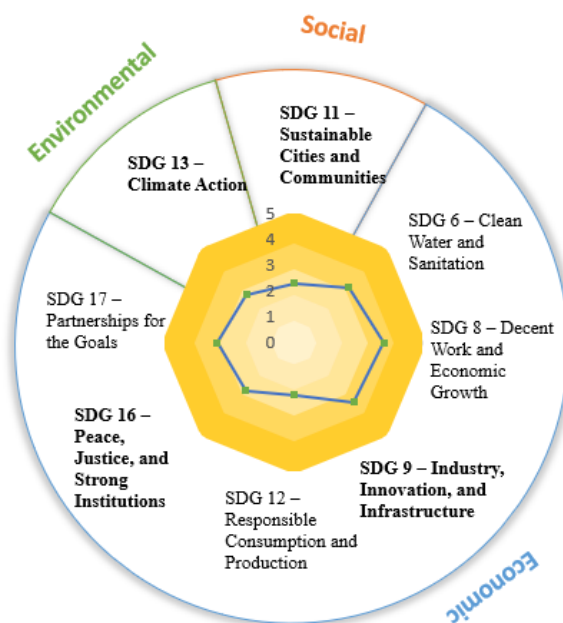 Social
Environmental
SDG 11 –
Sustainable
Cities and
Communities
SDG 13 –
Climate Action
SDG 6 – Clean
Water and
Sanitation
5
4
3
2
1
0
SDG 17 –
Partnerships for
the Goals
SDG 8 – Decent
Work and
Economic
Growth
SDG 16 –
Peace,
Justice, and
Strong
Institutions
SDG 9 – Industry,
Innovation, and
Infrastructure
SDG 12 –
Responsible
Consumption and
Production
Economic